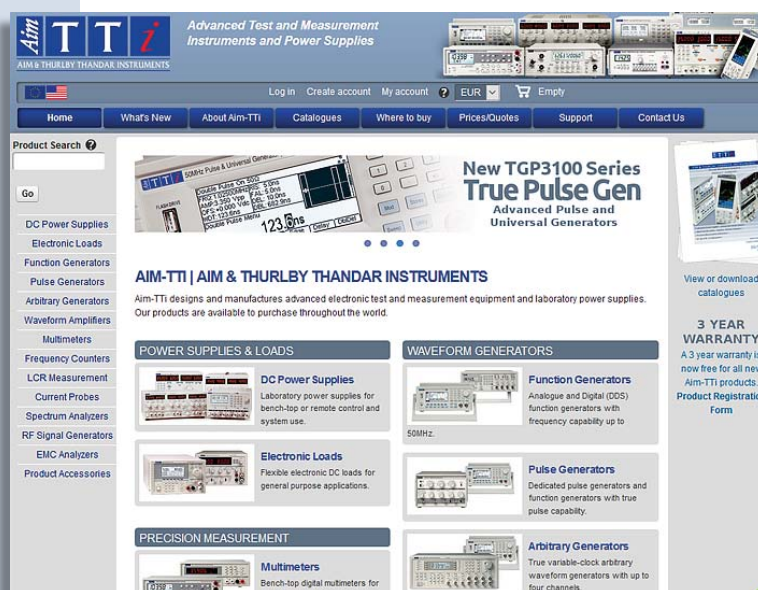 Aim
TTi
AIM & THURLBY THANDAR INSTRUMENTS
Advanced Test and Measurement
Instruments and Power Supplies
Log in Create account My account ? EUR Empty
Home What's New About Aim-TTi Catalogues Where to buy Prices/Quotes Support Contact Us
Product Search ?
Go
DC Power Supplies
Electronic Loads
Function Generators
Pulse Generators
Arbitrary Generators
Waveform Amplifiers
Multimeters
Frequency Counters
LCR Measurement
Current Probes
Spectrum Analyzers
RF Signal Generators
EMC Analyzers
Product Accessories
50MHz Pulse & Universal Generator
FLASH DRIVE
Double Pulse Menu
New TGP3100 Series
True Pulse Gen
Advanced Pulse and
Universal Generators
AIM-TTI | AIM & THURLBY THANDAR INSTRUMENTS
Aim-TTi designs and manufactures advanced electronic test and measurement equipment and laboratory power supplies.
Our products are available to purchase throughout the world.
POWER SUPPLIES & LOADS
DC Power Supplies
Laboratory power supplies for
bench-top or remote control and
system use.
Electronic Loads
Flexible electronic DC loads for
general purpose applications.
PRECISION MEASUREMENT
Multimeters
Bench-top digital multimeters for
WAVEFORM GENERATORS
Function Generators
Analogue and Digital (DDS)
function generators with
frequency capability up to
50MHz.
Pulse Generators
Dedicated pulse generators and
function generators with true
pulse capability.
Arbitrary Generators
True variable-clock arbitrary
waveform generators with up to
four channels.
View or download
catalogues
3 YEAR
WARRANTY
A 3 year warranty is
now free for all new
Aim-TTi products.
Product Registration
Form